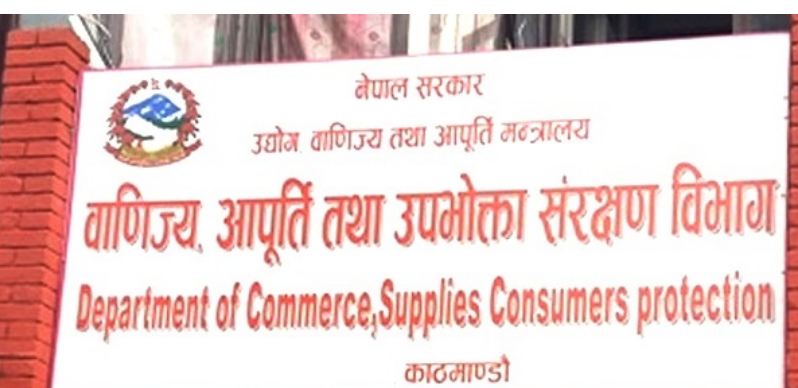 नेपाल सरकार
उद्योग, वाणिज्य तथा आपूर्ति मन्त्रालय
वाणिज्य, आपूर्ति तथा उपभोक्ता संरक्षण विभाग
Department of Commerce,Supplies Consumers protection
काठमाण्डौ